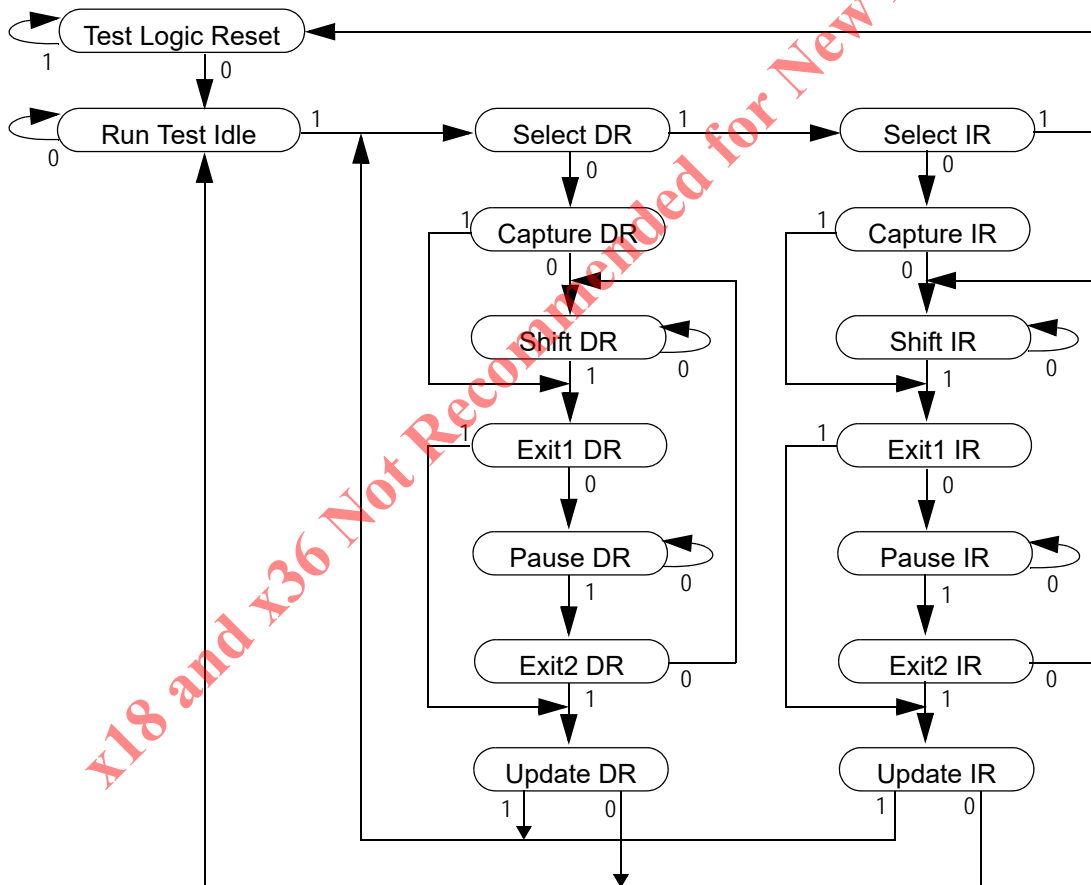 Test Logic Reset
1
0
Run Test Idle
0
1
Select DR
1
0
Select IR
1
0
1
Capture DR
0
1
Capture IR
0
Shift DR
0
1
Shift IR
0
1
1
Exit1 DR
0
1
Exit1 IR
0
Pause DR
0
1
Pause IR
0
1
Exit2 DR
0
1
Exit2 IR
0
1
Update DR
1
0
Update IR
1
0
x18 and x36 Not Recommended for New